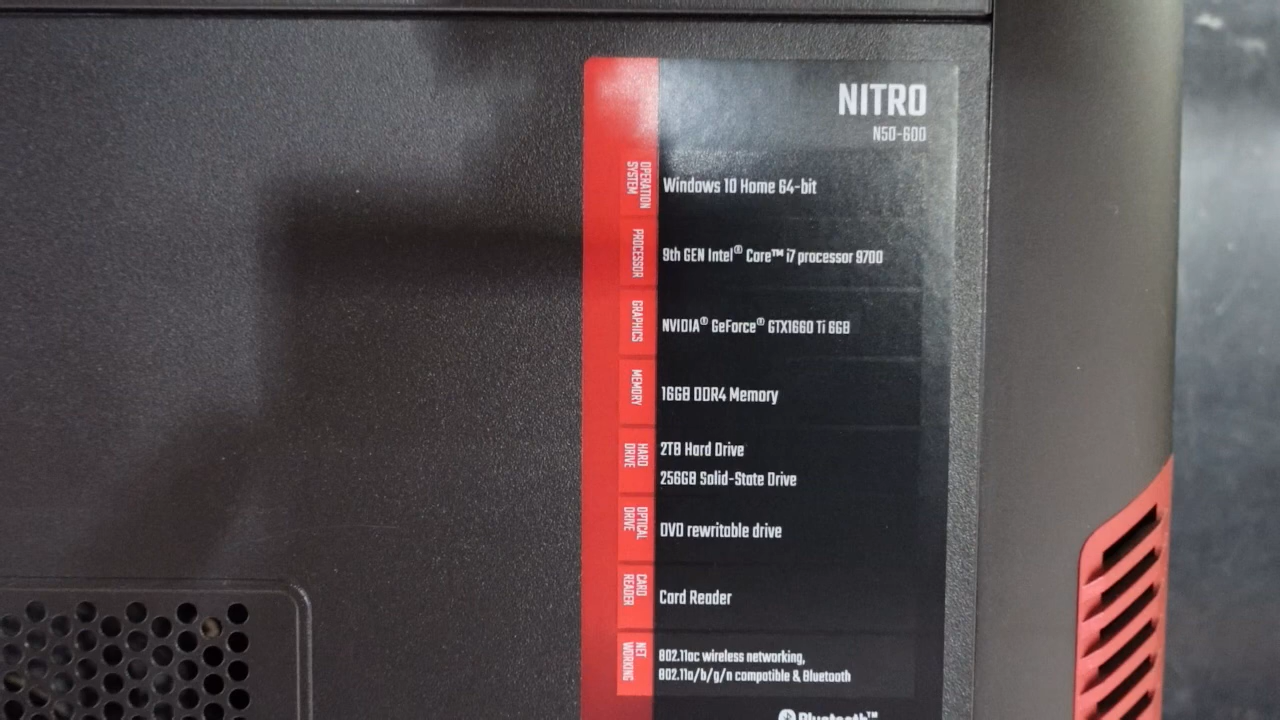 NITRO
N50-600
OPERATION
SYSTEM
Windows 10 Home 64-bit
PROCESSOR
9th GEN Intel® Core™ i7 processor 9700
GRAPHICS
NVIDIA® GeForce® GTX1660 Ti 6GB
MEMORY
16GB DDR4 Memory
HARD
DRIVE
2TB Hard Drive
256GB Solid-State Drive
OPTICAL
DRIVE
DVD rewritable drive
CARD
READER
Card Reader
NET
WORKING
802.11ac wireless networking,
802.11a/b/g/n compatible & Bluetooth
Bluetooth™